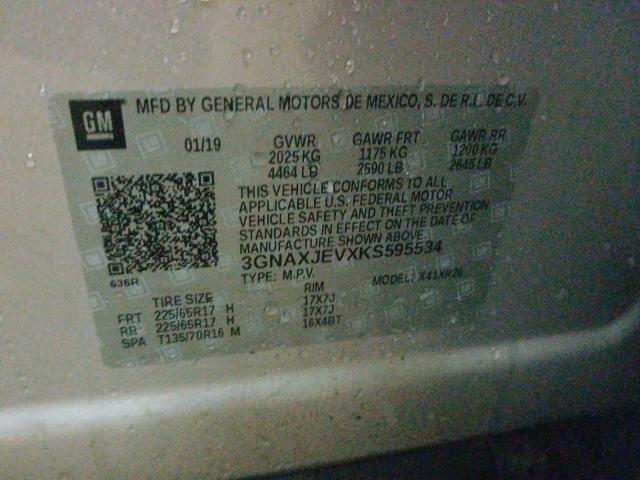 GM
MFD BY GENERAL MOTORS DE MEXICO, S. DE R.L. DE C.V.
01/19 GVWR GAWR FRT GAWR RR
2025 KG 1175 KG 1200 KG
4464 LB 2590 LB 2645 LB
THIS VEHICLE CONFORMS TO ALL
APPLICABLE U.S. FEDERAL MOTOR
VEHICLE SAFETY AND THEFT PREVENTION
STANDARDS IN EFFECT ON THE DATE OF
MANUFACTURE SHOWN ABOVE.
3GNAXJEVXKS595534
TYPE: M.P.V. MODEL: X41XR26
636R
TIRE SIZE RIM
FRT 225/65R17 H 17X7J
RR 225/65R17 H 17X7J
SPA T135/70R16 M 16X4BT